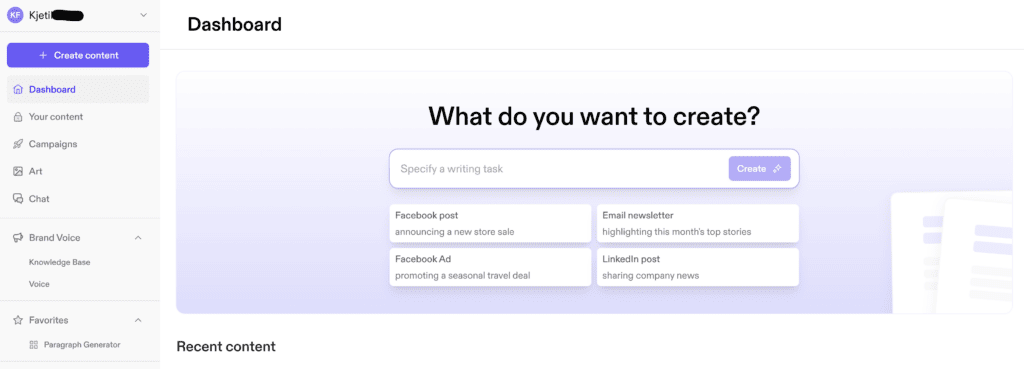 KF
Kjeti
Create content
Dashboard
Your content
Campaigns
Art
Chat
Brand Voice
Knowledge Base
Voice
Favorites
Paragraph Generator
Dashboard
What do you want to create?
Specify a writing task
Create
Facebook post
announcing a new store sale
Email newsletter
highlighting this month's top stories
Facebook Ad
promoting a seasonal travel deal
LinkedIn post
sharing company news
Recent content